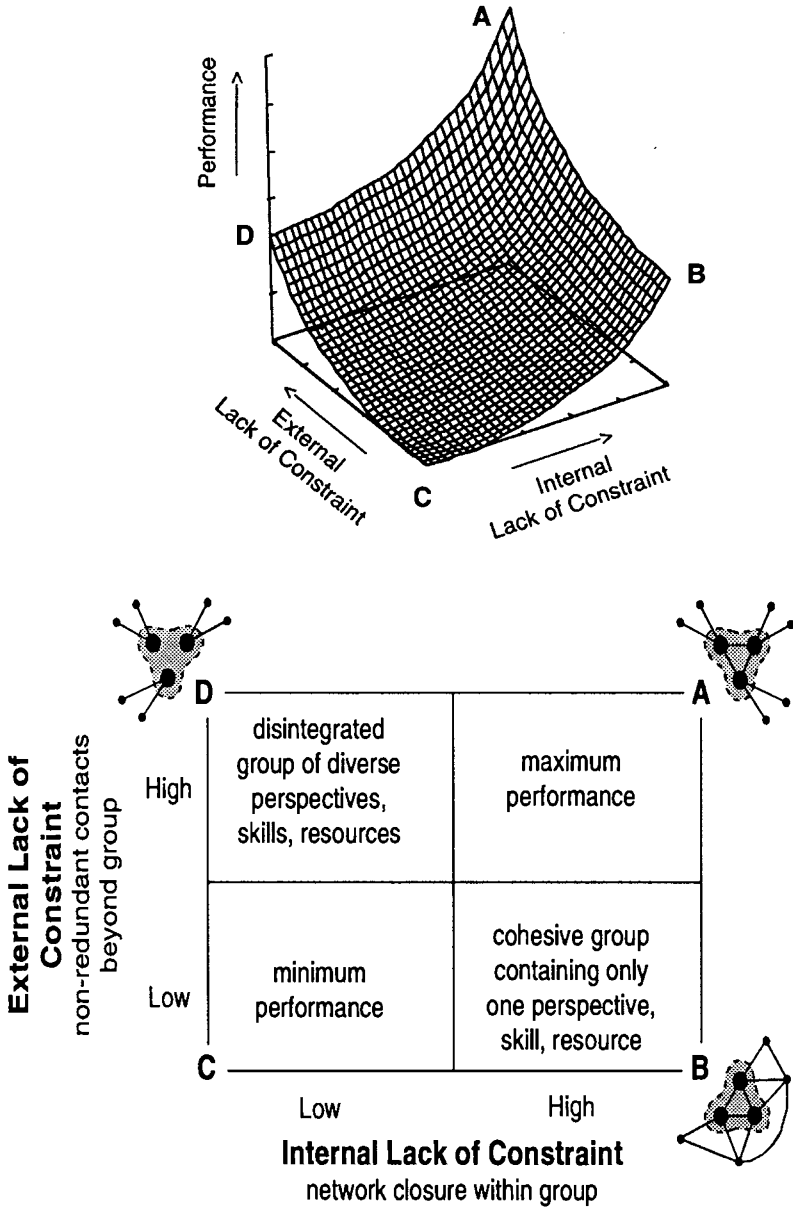 A
Performance
D
B
External
Lack of Constraint
Internal
Lack of Constraint
C
D
A
External Lack of
Constraint
non-redundant contacts
beyond group
High
disintegrated
group of diverse
perspectives,
skills, resources
maximum
performance
Low
minimum
performance
cohesive group
containing only
one perspective,
skill, resource
C
B
Low
High
Internal Lack of Constraint
network closure within group